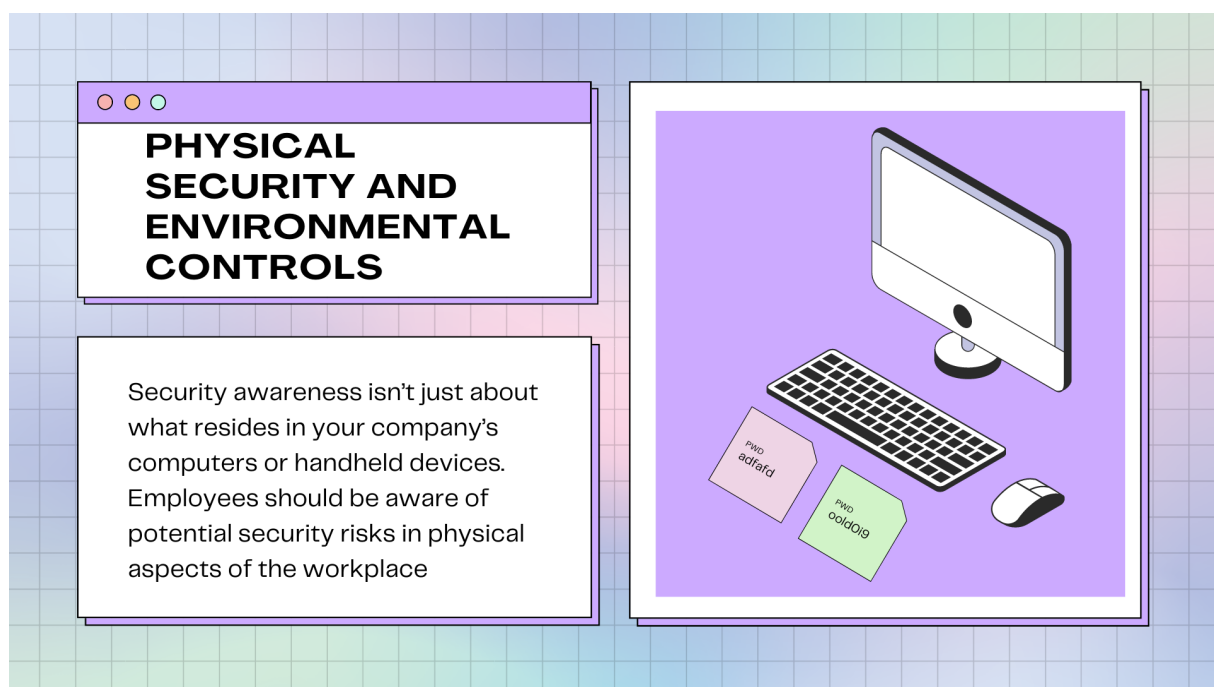 PHYSICAL
SECURITY AND
ENVIRONMENTAL
CONTROLS
Security awareness isn't just about
what resides in your company's
computers or handheld devices.
Employees should be aware of
potential security risks in physical
aspects of the workplace
PWD
adfafd
PWD
oold0i9